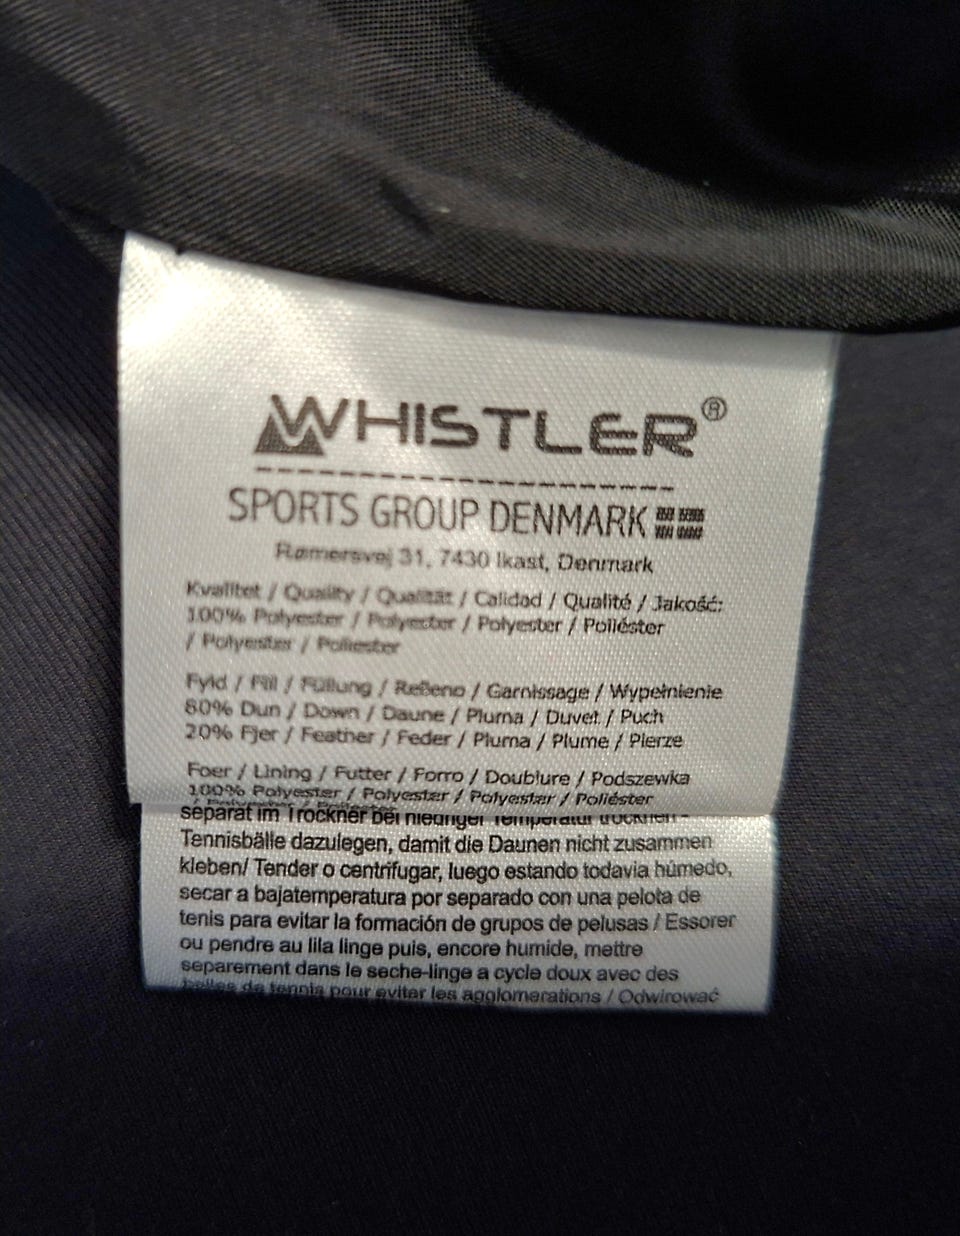 WHISTLER®
SPORTS GROUP DENMARK
Rømersvej 31, 7430 Ikast, Denmark
Kvalitet / Quality / Qualität / Calidad / Qualité / Jakość:
100% Polyester / Polyester / Polyester / Poliéster
/ Polyester / Poliester
Fyld / Fill / Füllung / Relleno / Garnissage / Wypełnienie
80% Dun / Down / Daune / Pluma / Duvet / Puch
20% Fjer / Feather / Feder / Pluma / Plume / Pierze
Foer / Lining / Futter / Forro / Doublure / Podszewka
100% Polyester / Polyester / Polyester / Poliéster
/ Polyester / Poliester
separat im Trockner bei niedriger Temperatur trocknen -
Tennisbälle dazulegen, damit die Daunen nicht zusammen
kleben/ Tender o centrifugar, luego estando todavia húmedo,
secar a bajatemperatura por separado con una pelota de
tenis para evitar la formación de grupos de pelusas / Essorer
ou pendre au lila linge puis, encore humide, mettre
separement dans le seche-linge a cycle doux avec des
balles de tennis pour eviter les agglomerations / Odwirować